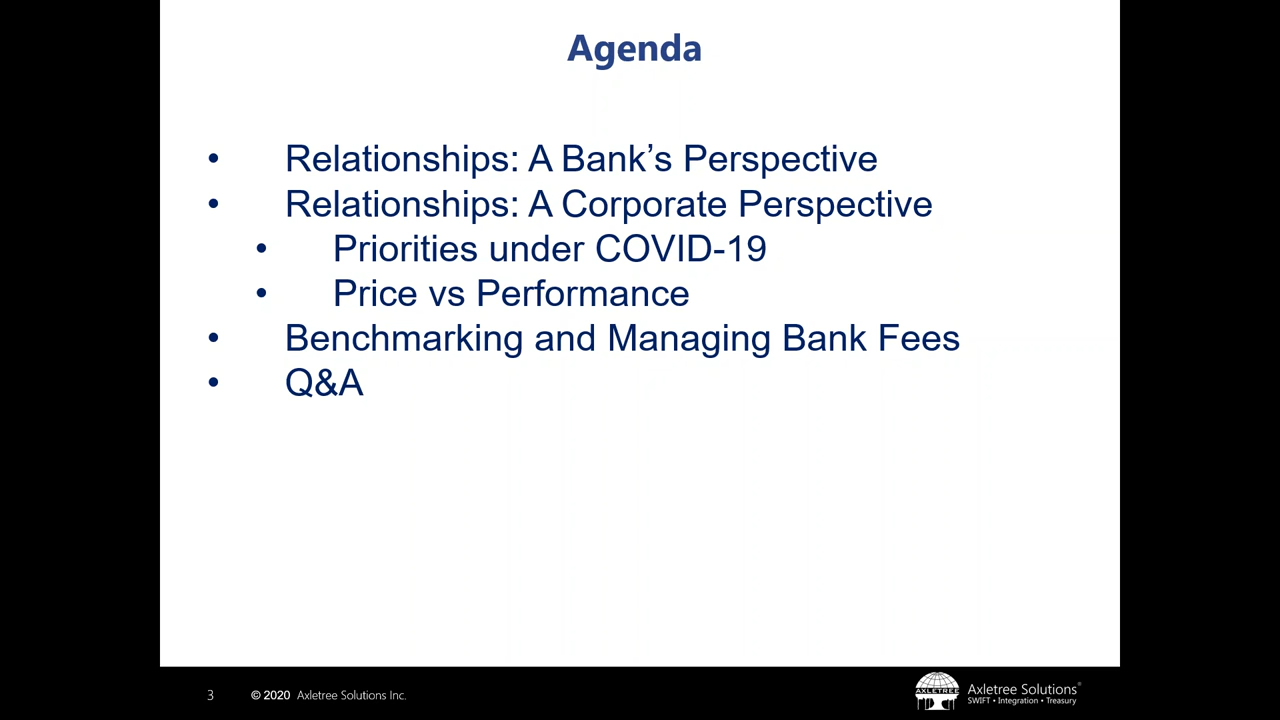 Agenda
• Relationships: A Bank’s Perspective
• Relationships: A Corporate Perspective
• Priorities under COVID-19
• Price vs Performance
• Benchmarking and Managing Bank Fees
• Q&A
3 © 2020 Axletree Solutions Inc.
AXLETREE
Axletree Solutions®
SWIFT • Integration • Treasury